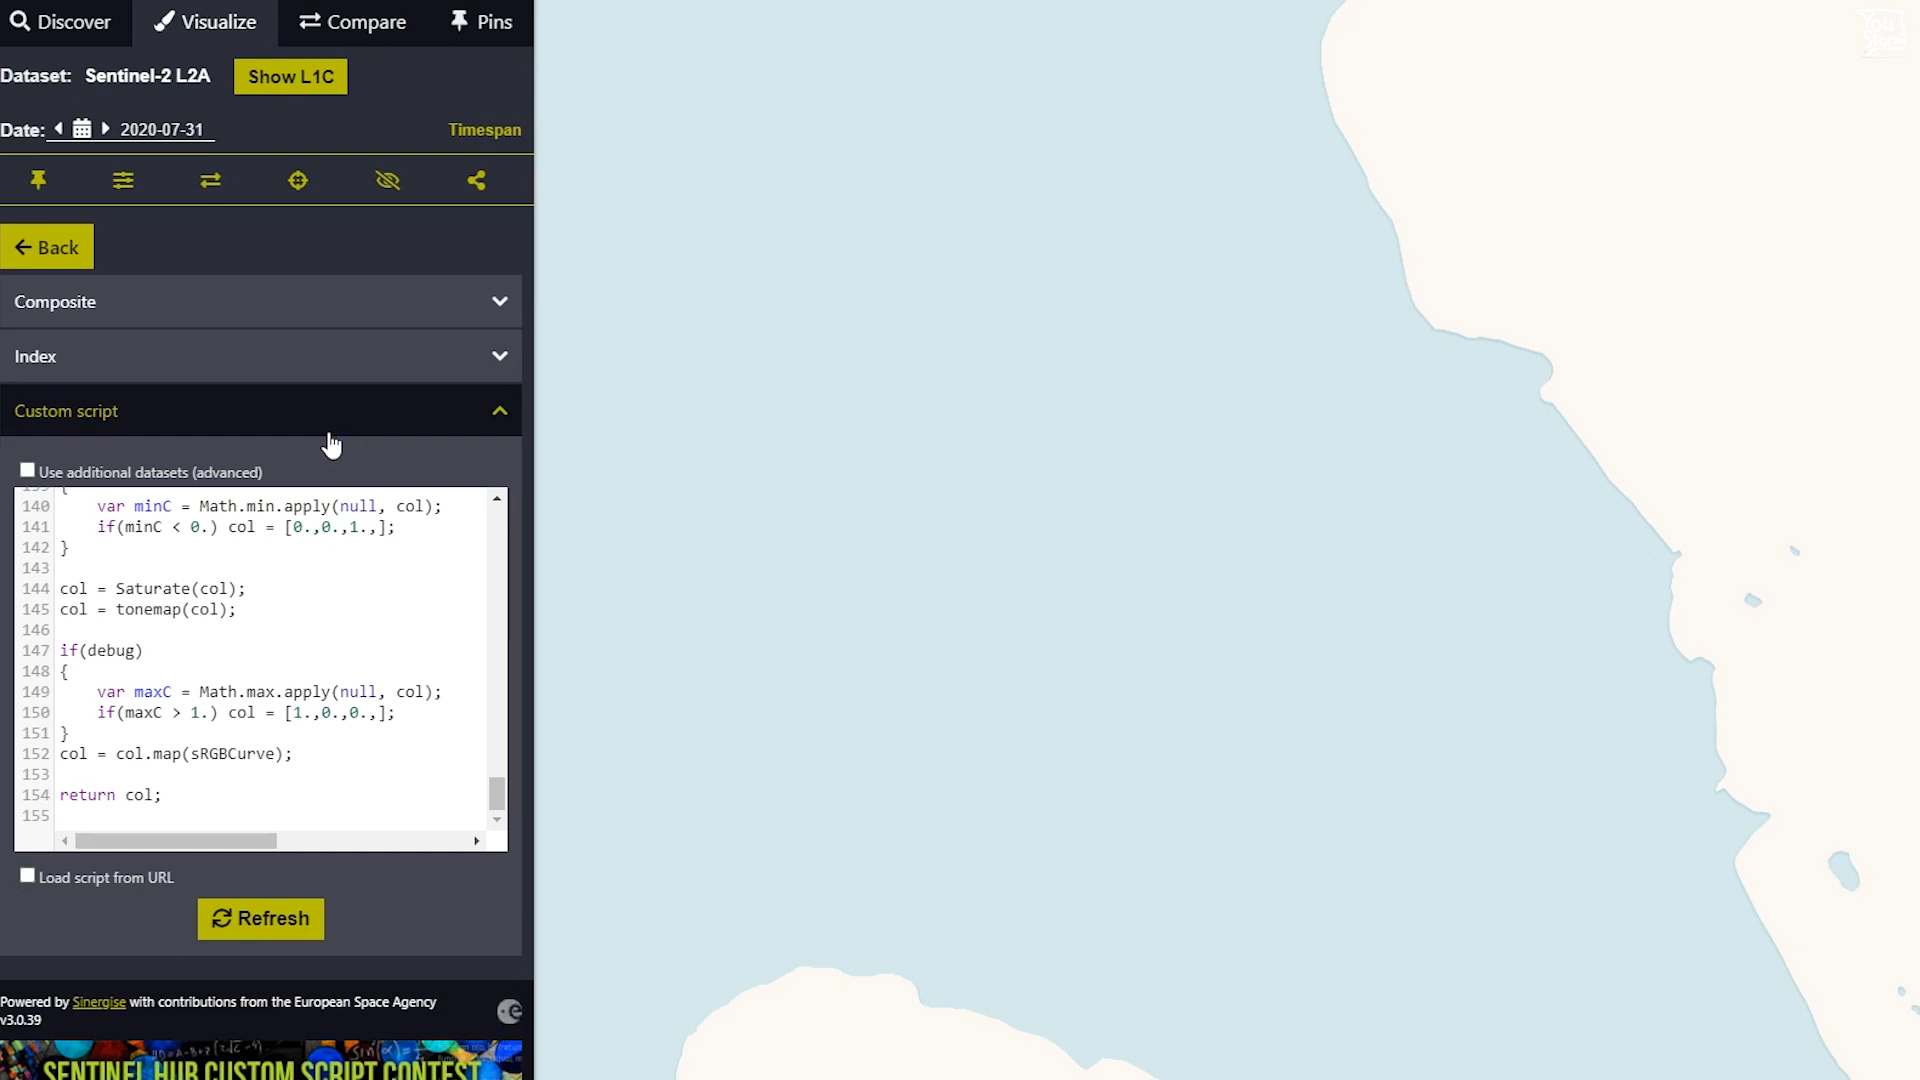 Discover Visualize Compare Pins
Dataset: Sentinel-2 L2A Show L1C
Date: 2020-07-31 Timespan
Back
Composite
Index
Custom script
Use additional datasets (advanced)
139 {
140 var minC = Math.min.apply(null, col);
141 if(minC < 0.) col = [0.,0.,1.,];
142 }
143
144 col = Saturate(col);
145 col = tonemap(col);
146
147 if(debug)
148 {
149 var maxC = Math.max.apply(null, col);
150 if(maxC > 1.) col = [1.,0.,0.,];
151 }
152 col = col.map(sRGBCurve);
153
154 return col;
155
Load script from URL
Refresh
Powered by Sinergise with contributions from the European Space Agency
v3.0.39
SENTINEL HUB CUSTOM SCRIPT CONTEST
You
Storm